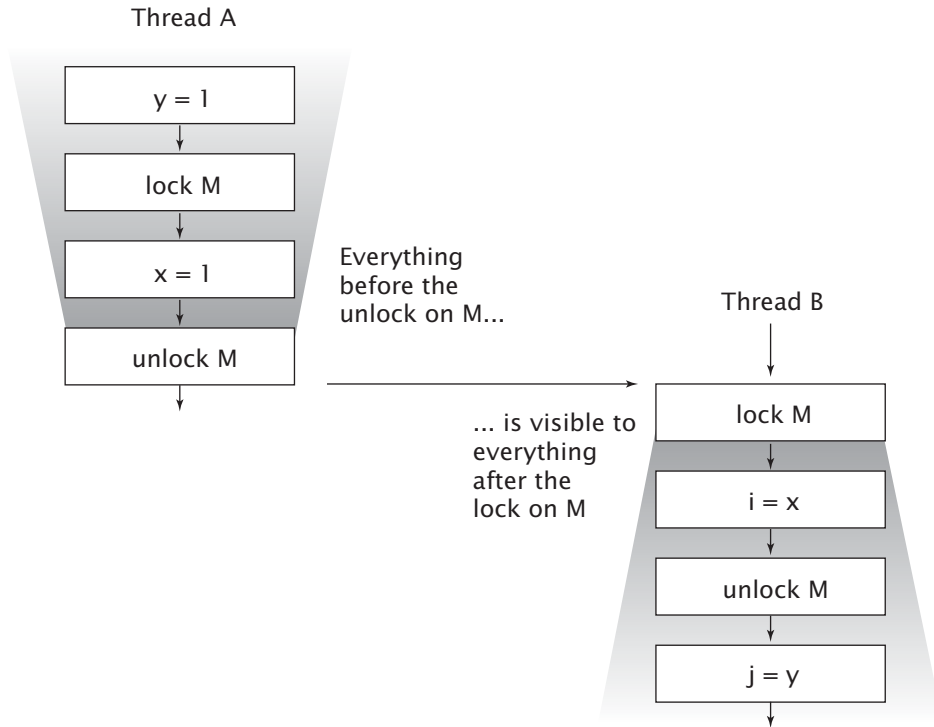 Thread A
y = 1
lock M
x = 1
unlock M
Everything
before the
unlock on M...
Thread B
... is visible to
everything
after the
lock on M
lock M
i = x
unlock M
j = y